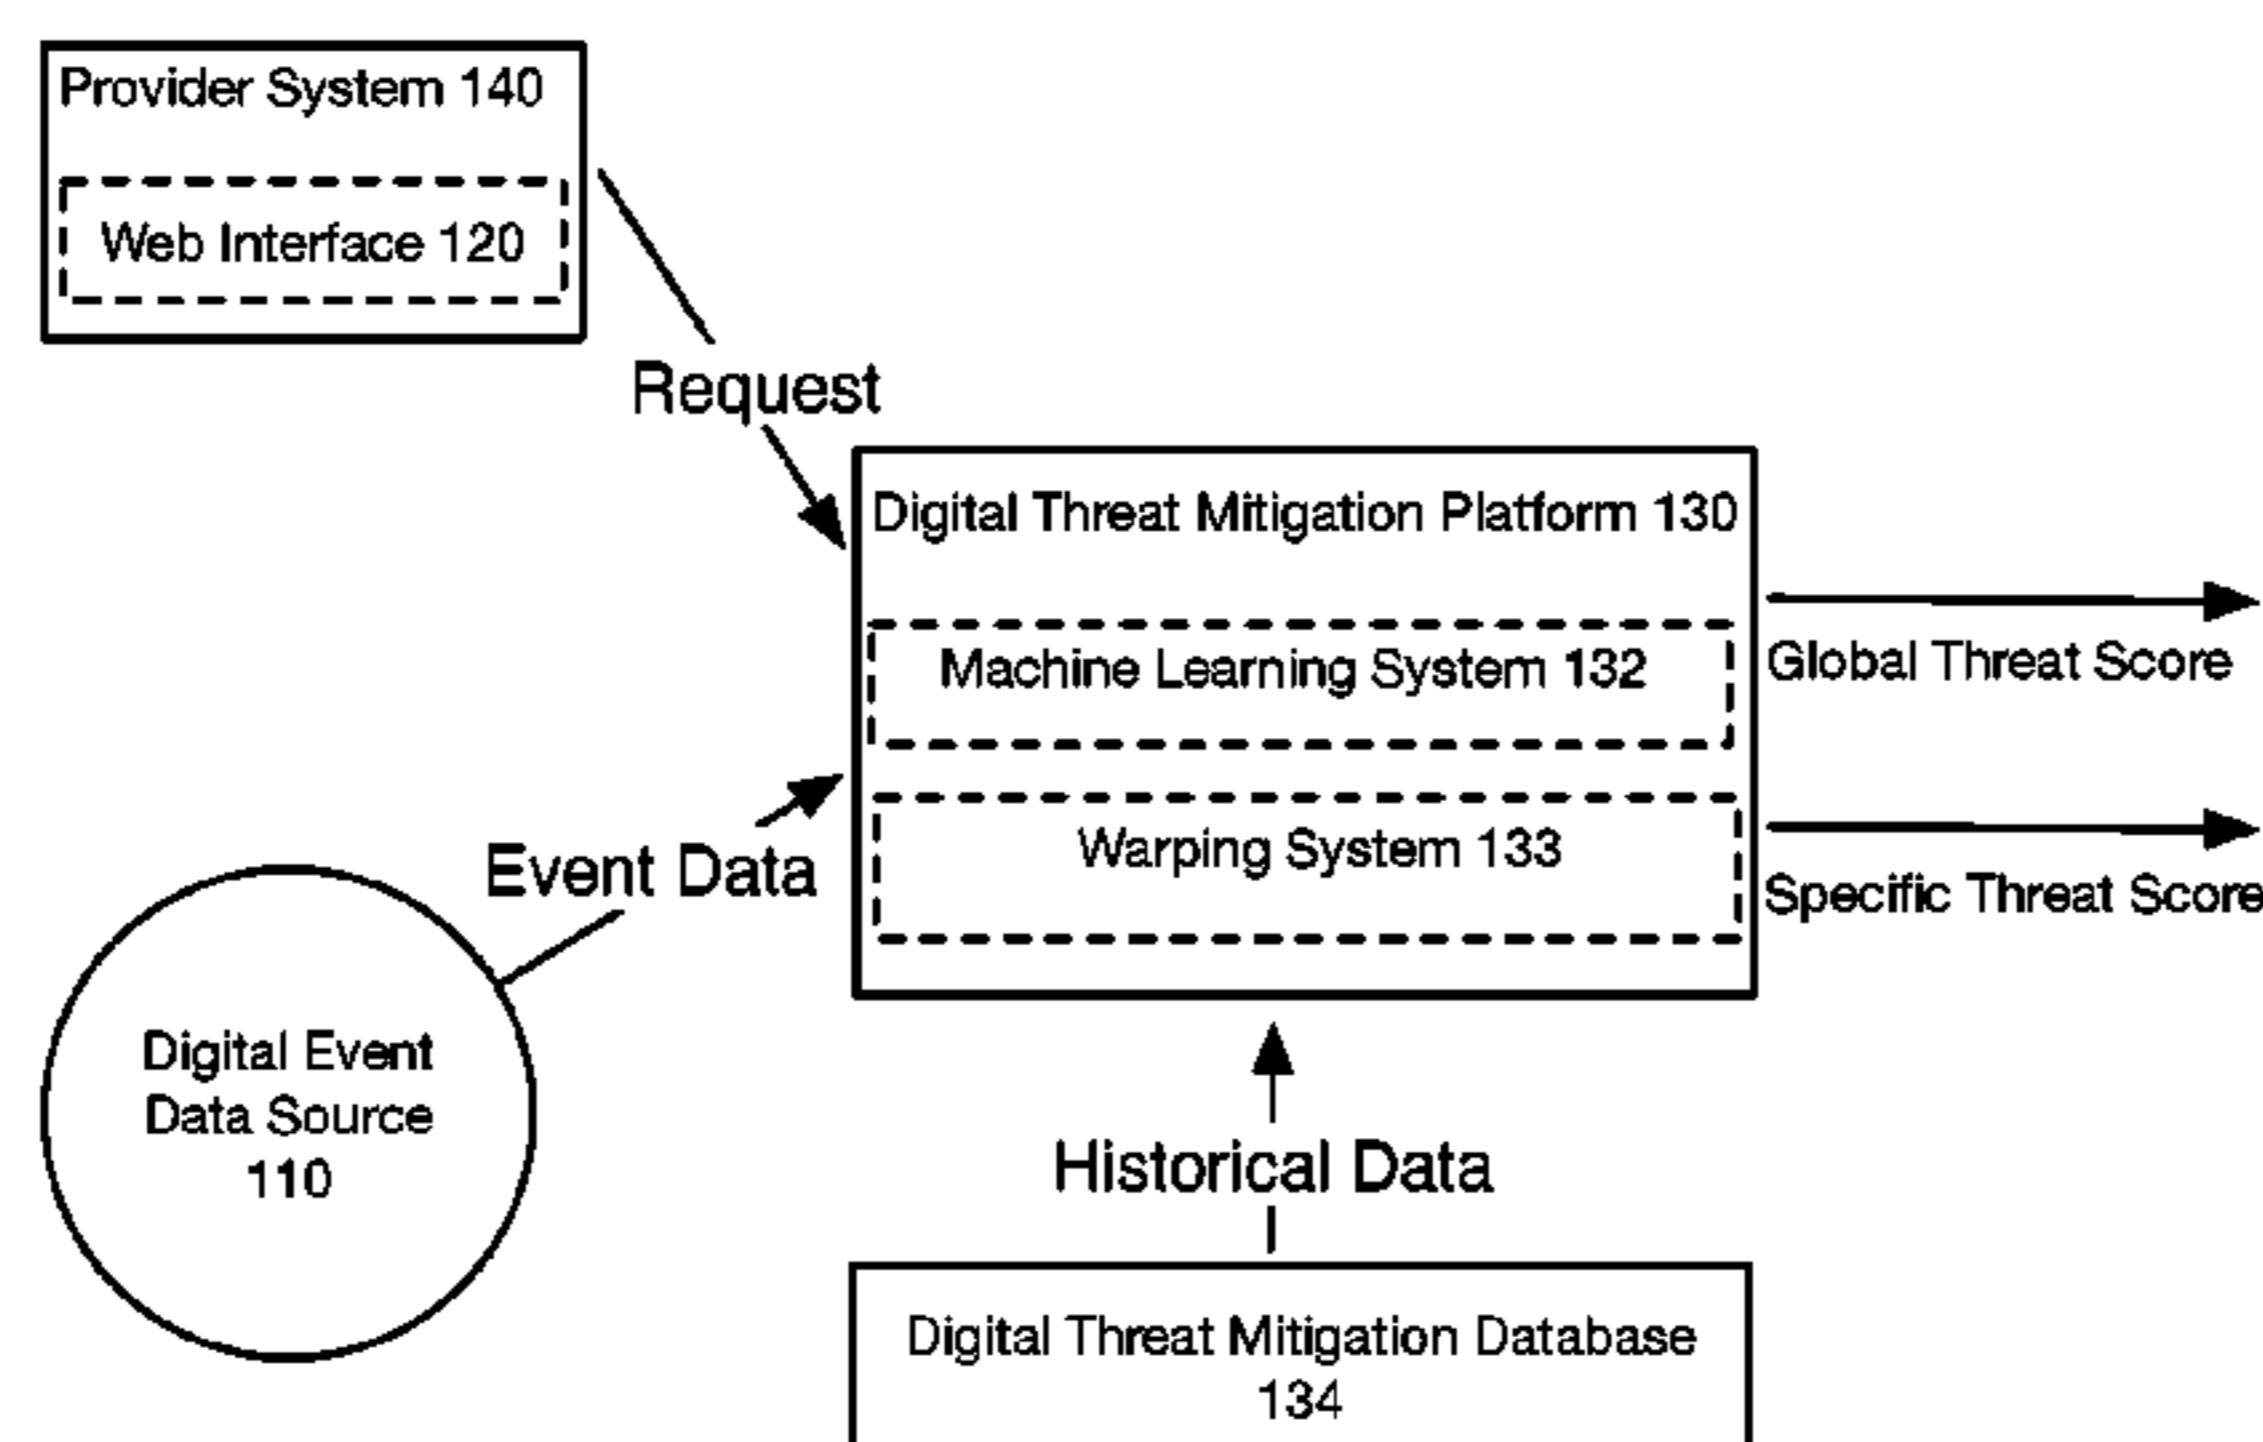 Provider System 140
Web Interface 120
Request
Digital Threat Mitigation Platform 130
Machine Learning System 132
Global Threat Score
Warping System 133
Specific Threat Score
Event Data
Digital Event
Data Source
110
Historical Data
Digital Threat Mitigation Database
134